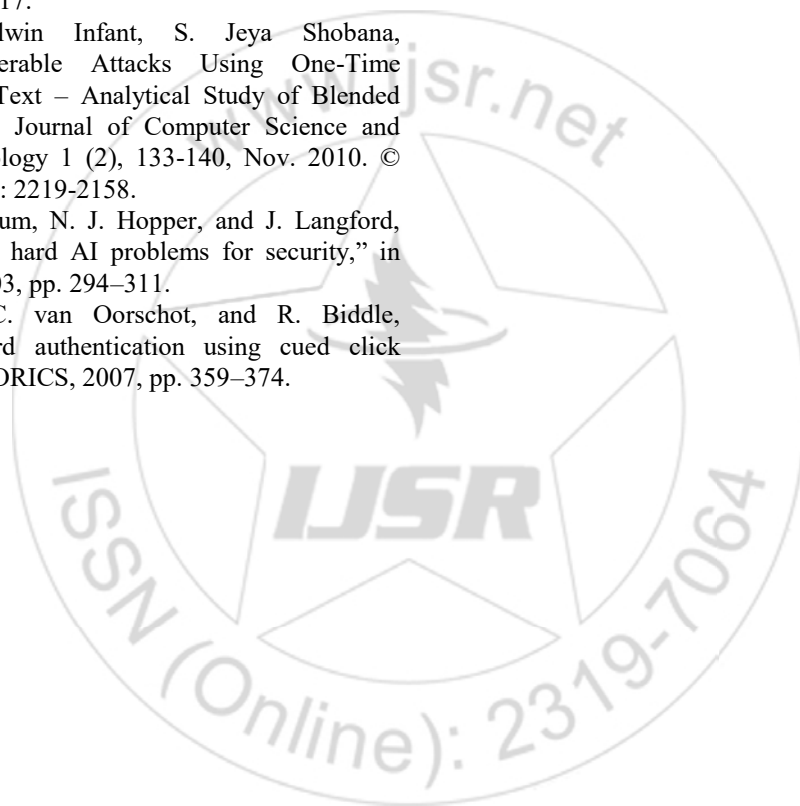 17.
lwin Infant, S. Jeya Shobana,
erable Attacks Using One-Time
Text – Analytical Study of Blended
Journal of Computer Science and
logy 1 (2), 133-140, Nov. 2010. ©
: 2219-2158.
um, N. J. Hopper, and J. Langford,
hard AI problems for security,” in
03, pp. 294–311.
C. van Oorschot, and R. Biddle,
rd authentication using cued click
ORICS, 2007, pp. 359–374.
www.ijsr.net
IJSR
ISSN (Online): 2319-7064